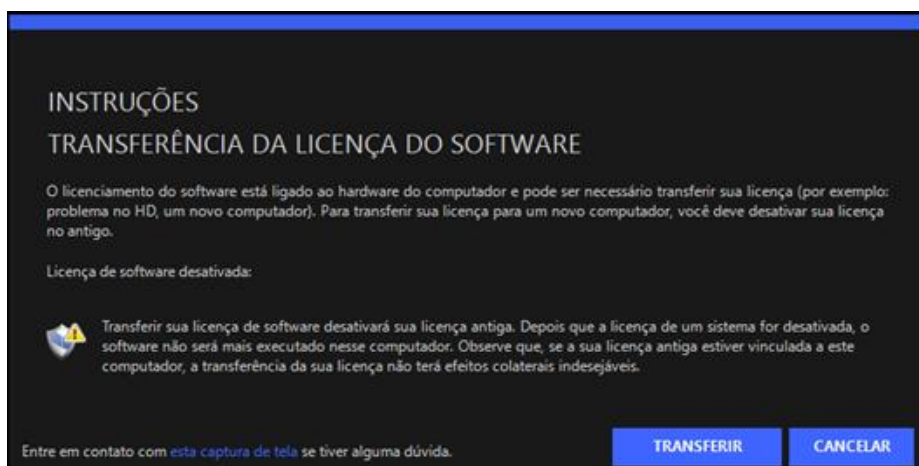 INSTRUÇÕES
TRANSFERÊNCIA DA LICENÇA DO SOFTWARE
O licenciamento do software está ligado ao hardware do computador e pode ser necessário transferir sua licença (por exemplo:
problema no HD, um novo computador). Para transferir sua licença para um novo computador, você deve desativar sua licença
no antigo.
Licença de software desativada:
Transferir sua licença de software desativará sua licença antiga. Depois que a licença de um sistema for desativada, o
software não será mais executado nesse computador. Observe que, se a sua licença antiga estiver vinculada a este
computador, a transferência da sua licença não terá efeitos colaterais indesejáveis.
Entre em contato com esta captura de tela se tiver alguma dúvida.
TRANSFERIR
CANCELAR